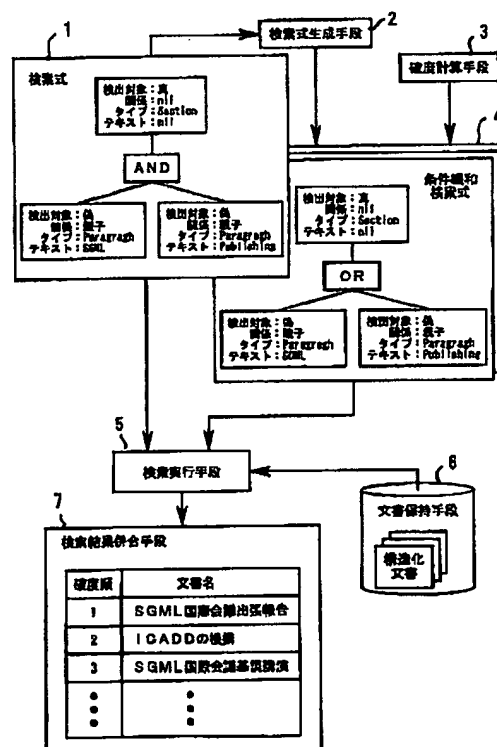 1
2
検索式生成手段
3
確度計算手段
4
検索式
検出対象:真
関係:nil
タイプ:Section
テキスト:nil
AND
検出対象:偽
関係:親子
タイプ:Paragragh
テキスト:SGML
検出対象:偽
関係:親子
タイプ:Paragragh
テキスト:Publishing
条件緩和
検索式
検出対象:真
関係:nil
タイプ:Section
テキスト:nil
OR
検出対象:偽
関係:親子
タイプ:Paragragh
テキスト:SGML
検出対象:偽
関係:親子
タイプ:Paragragh
テキスト:Publishing
5
検索実行手段
6
文書保持手段
構造化
文書
7
検索結果併合手段
確度順 文書名
1 SGML国際会議出張報告
2 ICADDの
3 SGML国際会議基調講演